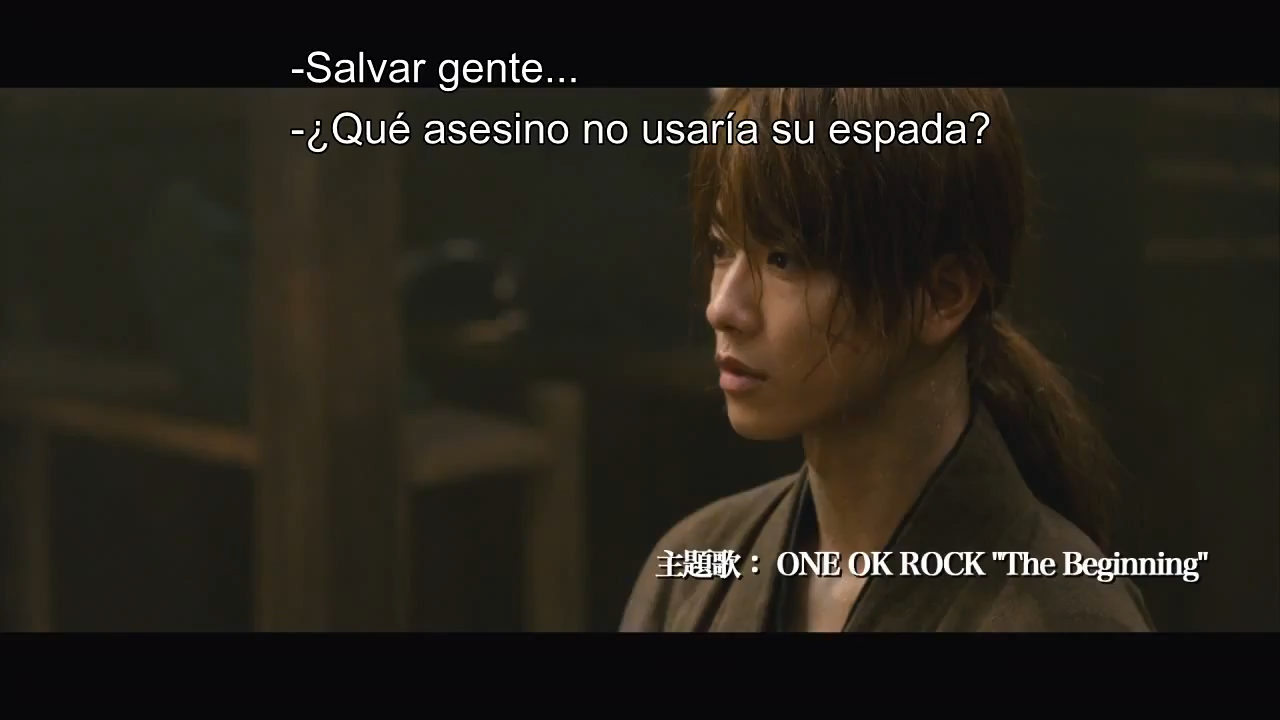 -Salvar gente...
-¿Qué asesino no usaría su espada?
主題歌： ONE OK ROCK "The Beginning"